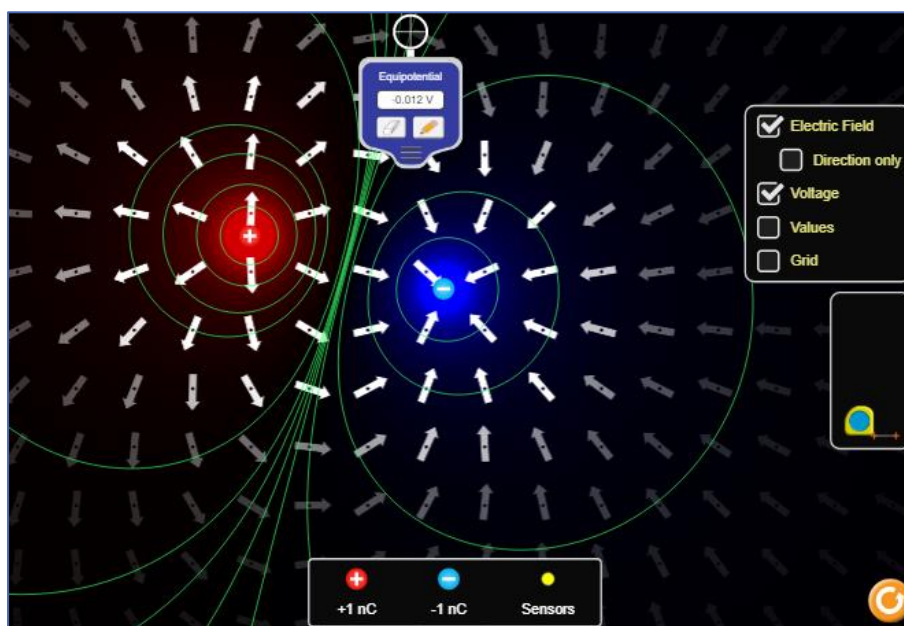 Equipotential
-0.012 V
Electric Field
Direction only
Voltage
Values
Grid
+1 nC
-1 nC
Sensors